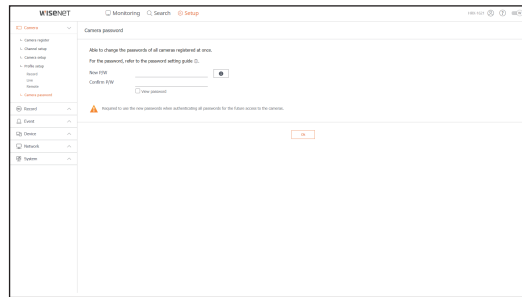 WISENET
Monitoring
Search
Setup
Camera
Camera register
Channel setup
Camera setup
Profile setup
Record
Live
Remote
Camera password
Record
Event
Device
Network
System
Camera password
Able to change the passwords of all cameras registered at once.
For the password, refer to the password setting guide
New P/W
Confirm P/W
View password
Required to use the new passwords when authenticating all passwords for the future access to the cameras.
Ok